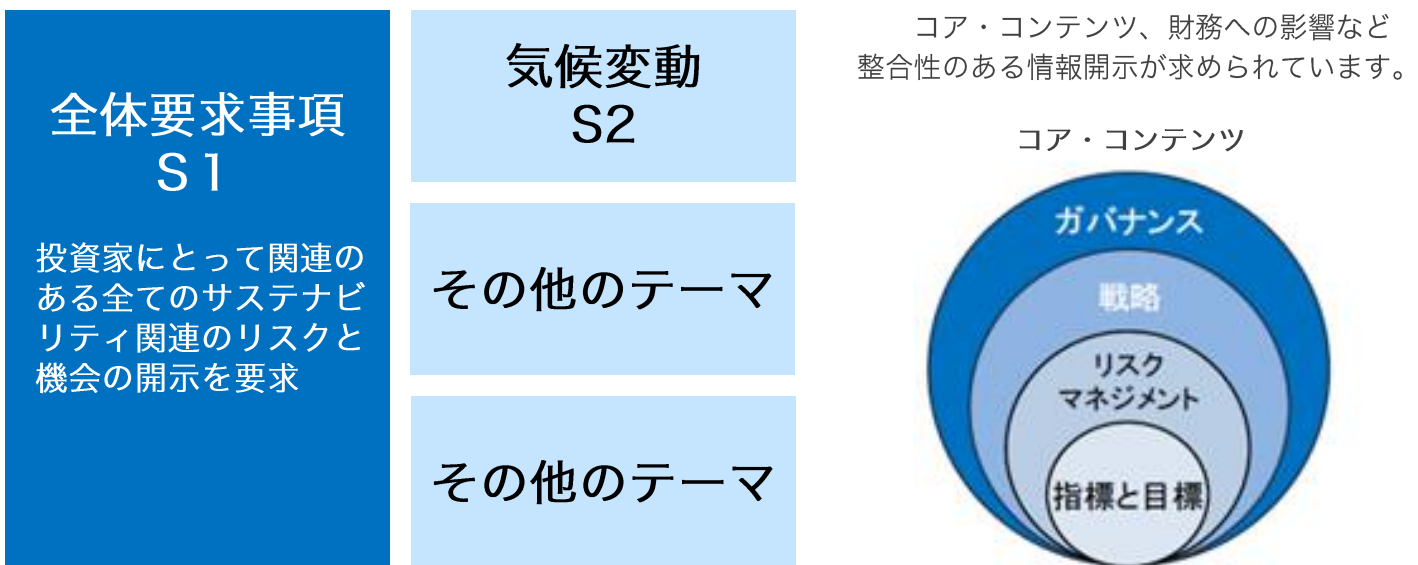 全体要求事項
S1
投資家にとって関連の
ある全てのサステナビ
リティ関連のリスクと
機会の開示を要求
気候変動
S2
その他のテーマ
その他のテーマ
コア・コンテンツ、財務への影響など
整合性のある情報開示が求められています。
コア・コンテンツ
ガバナンス
戦略
リスク
マネジメント
指標と目標